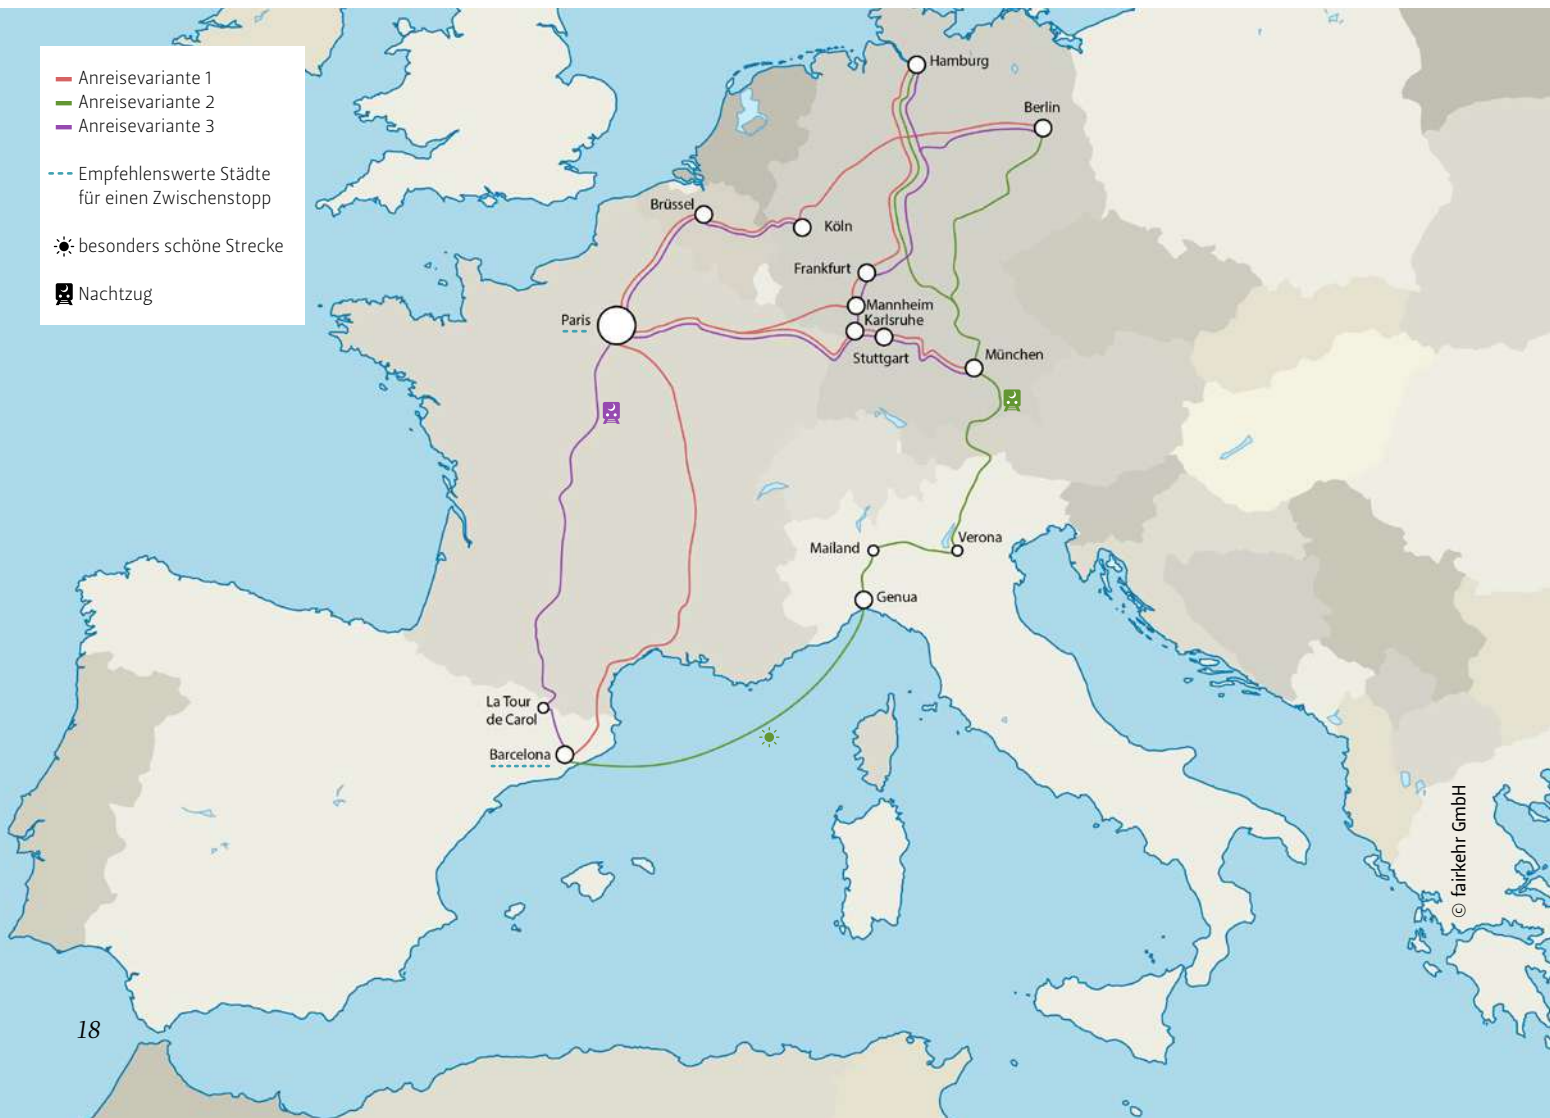 Anreisevariante 1
Anreisevariante 2
Anreisevariante 3
Empfehlenswerte Städte
für einen Zwischenstopp
besonders schöne Strecke
Nachtzug
Hamburg
Berlin
Brüssel
Köln
Frankfurt
Mannheim
Paris
Karlsruhe
Stuttgart
München
Verona
Mailand
Genua
La Tour
de Carol
Barcelona
© fairkehr GmbH
18